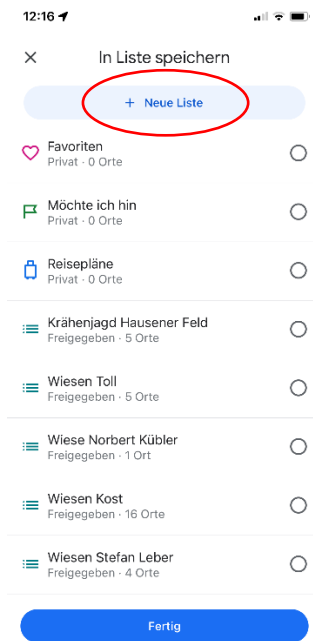 12:16
In Liste speichern
+ Neue Liste
Favoriten
Privat · 0 Orte
Möchte ich hin
Privat · 0 Orte
Reisepläne
Privat · 0 Orte
Krähenjagd Hausener Feld
Freigegeben · 5 Orte
Wiesen Toll
Freigegeben · 5 Orte
Wiese Norbert Kübler
Freigegeben · 1 Ort
Wiesen Kost
Freigegeben · 16 Orte
Wiesen Stefan Leber
Freigegeben · 4 Orte
Fertig